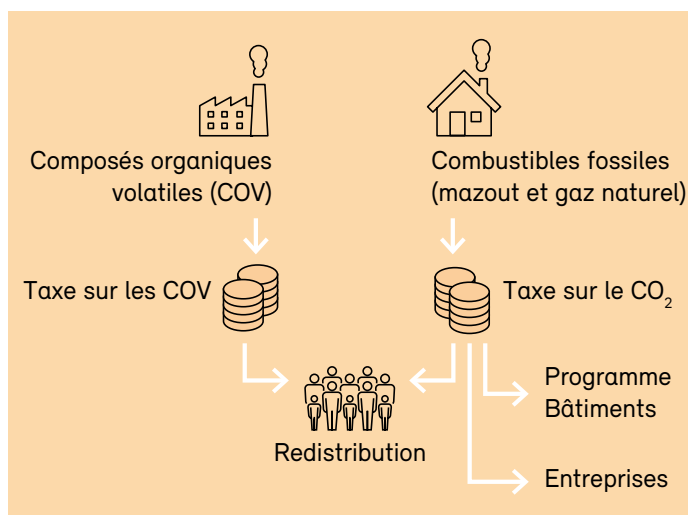 Composés organiques
volatiles (COV)
Combustibles fossiles
(mazout et gaz naturel)
Taxe sur les COV
Taxe sur le CO₂
Redistribution
Programme
Bâtiments
Entreprises